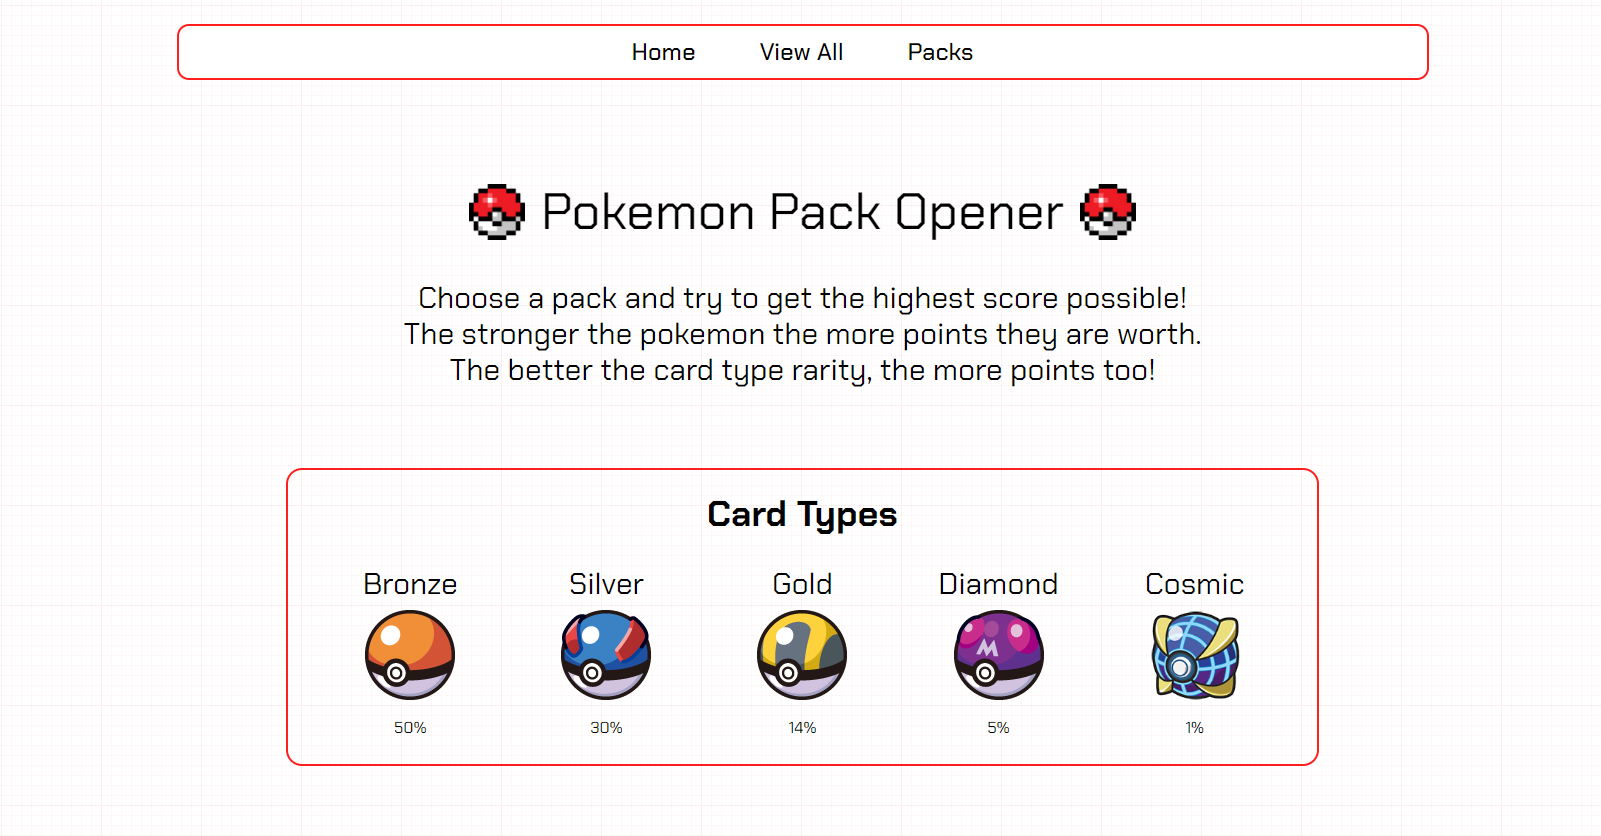 Home View All Packs
Pokemon Pack Opener
Choose a pack and try to get the highest score possible!
The stronger the pokemon the more points they are worth.
The better the card type rarity, the more points too!
Card Types
Bronze Silver Gold Diamond Cosmic
M
50% 30% 14% 5% 1%